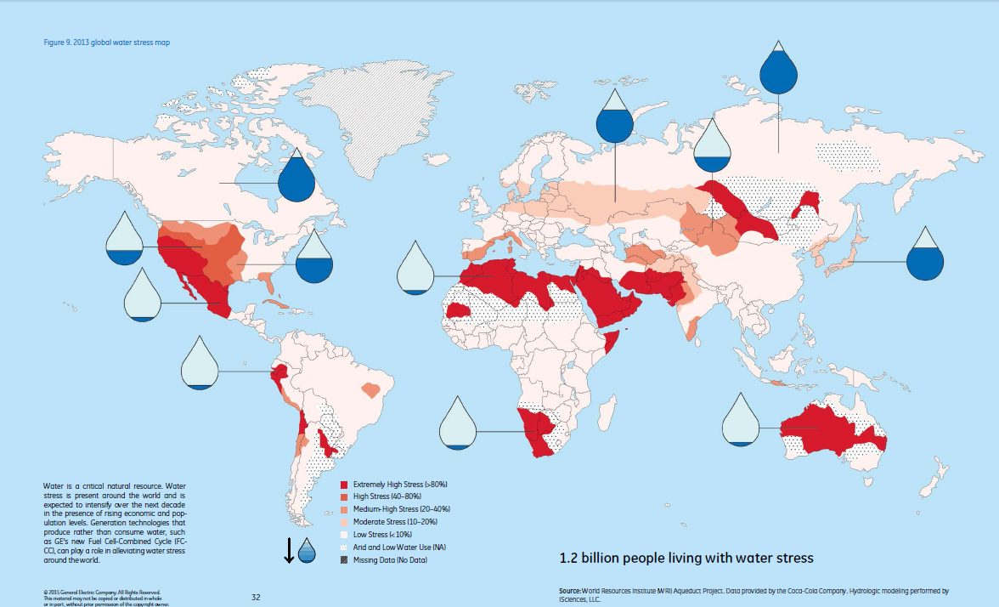 Figure 9. 2013 global water stress map
Water is a critical natural resource. Water
stress is present around the world and is
expected to intensify over the next decade
in the presence of rising economic and pop-
ulation levels. Generation technologies that
produce rather than consume water, such
as GE's new Fuel Cell-Combined Cycle (FC-
CC), can play a role in alleviating water stress
around the world.
Extremely High Stress (>80%)
High Stress (40–80%)
Medium-High Stress (20–40%)
Moderate Stress (10–20%)
Low Stress (<10%)
Arid and Low Water Use (NA)
Missing Data (No Data)
1.2 billion people living with water stress
© 2015 General Electric Company. All Rights Reserved.
This material may not be copied or distributed in whole
or in part, without prior permission of the copyright owner.
32
Source: World Resources Institute (WRI) Aqueduct Project. Data provided by the Coca-Cola Company. Hydrologic modeling performed by
ISciences, LLC.